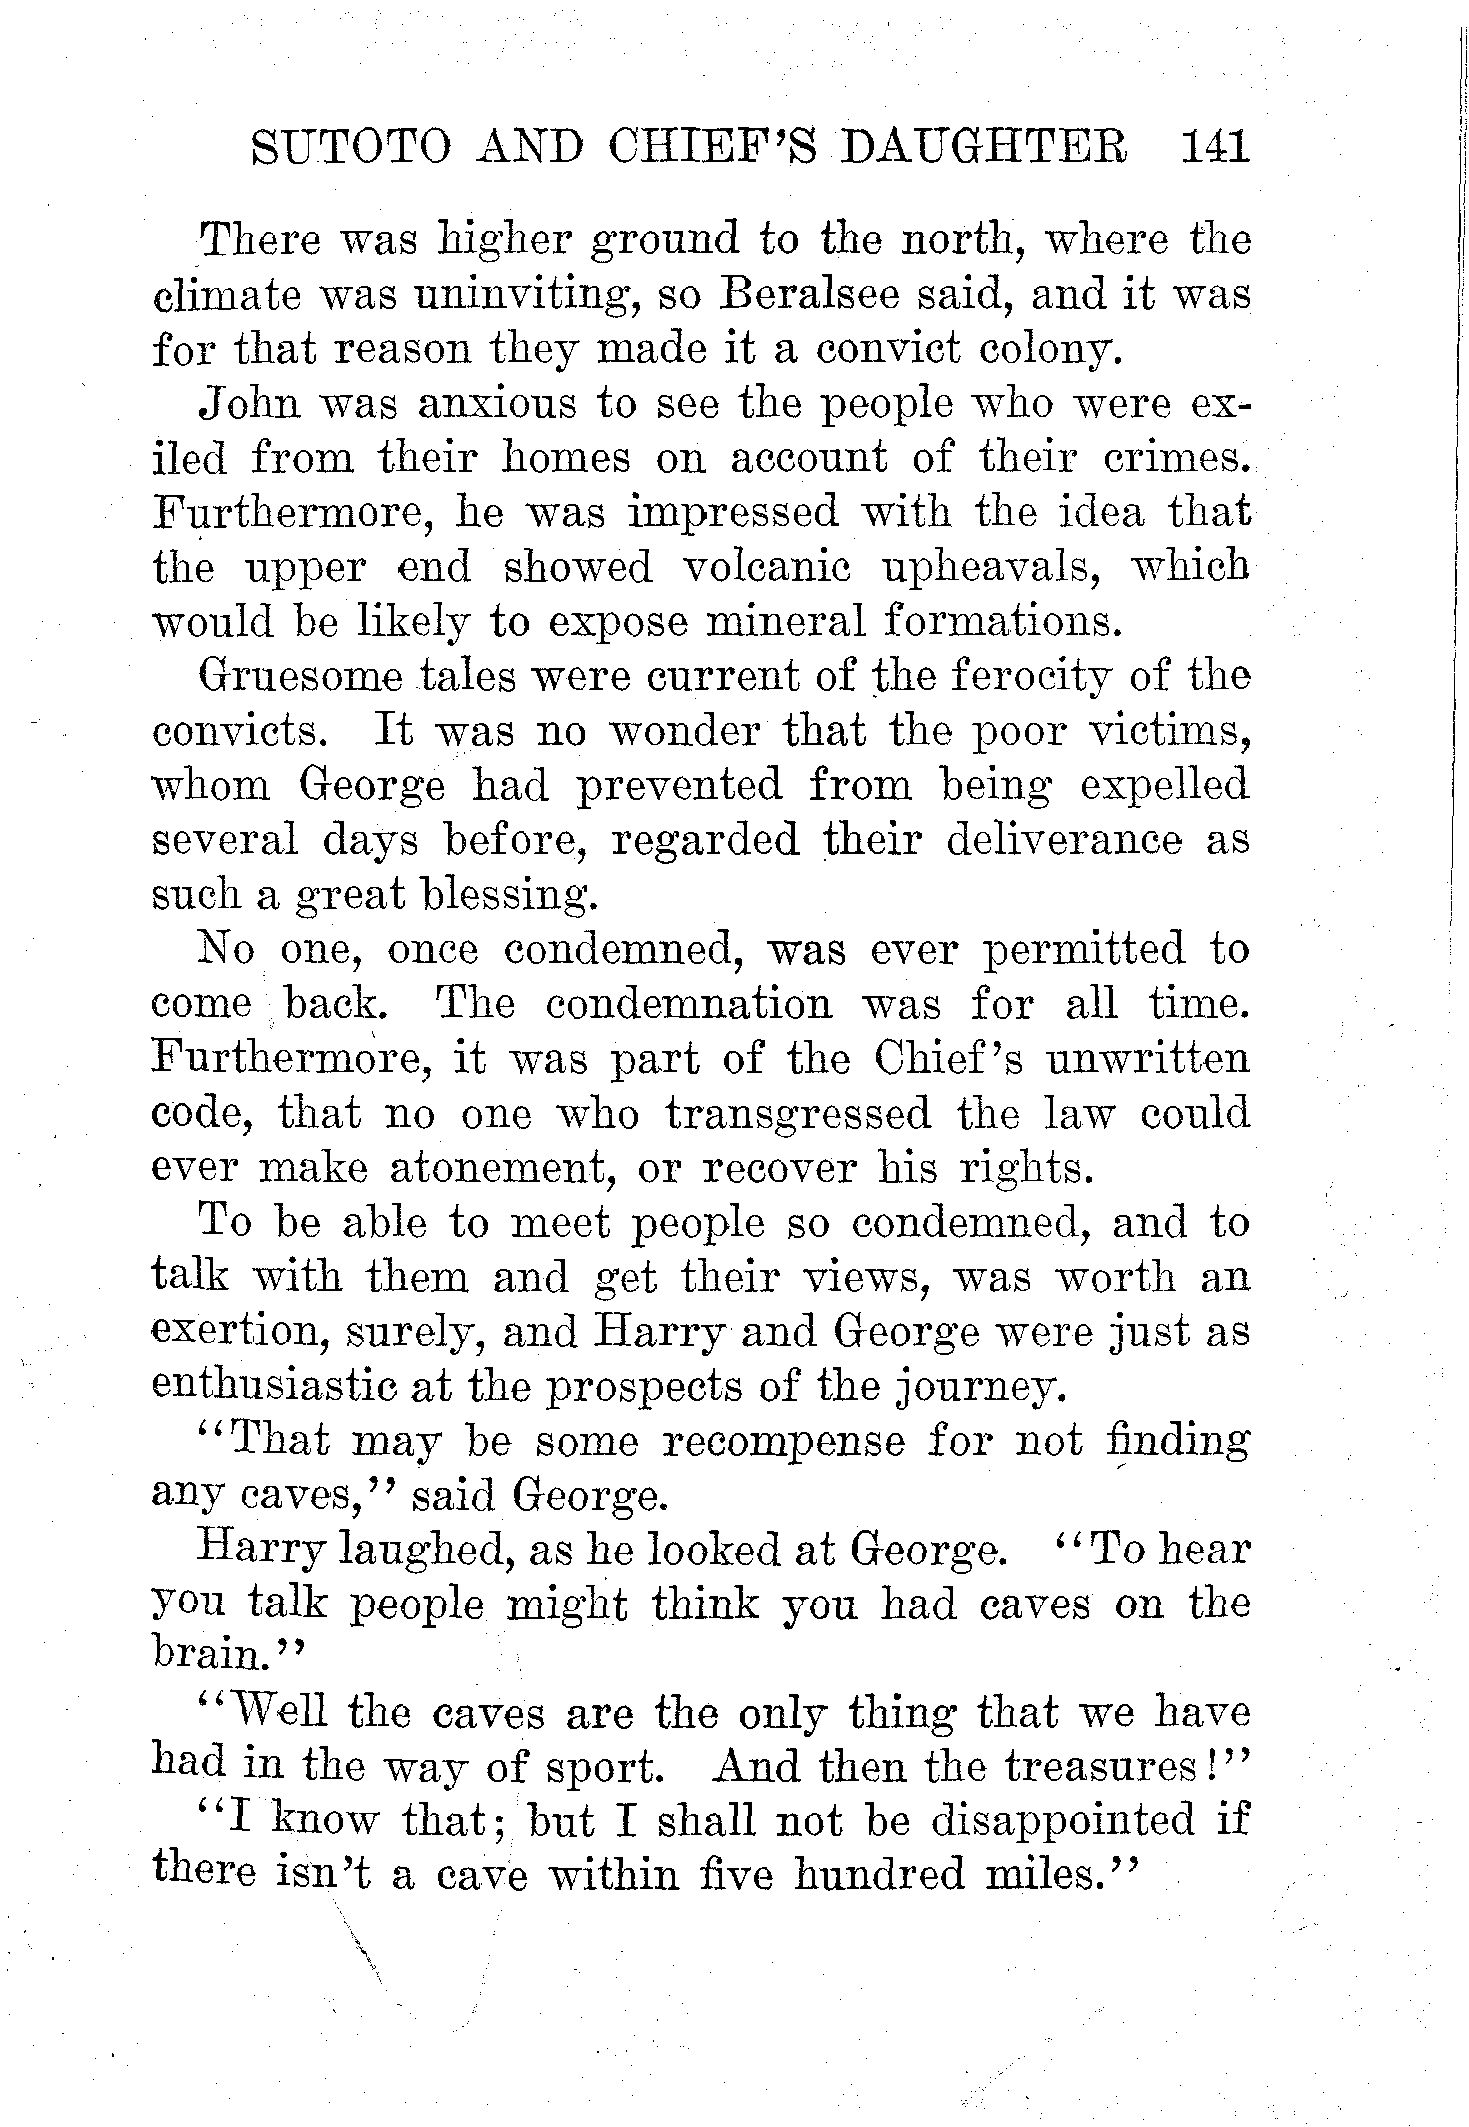 SUTOTO AND CHIEF'S DAUGHTER 141
There was higher ground to the north, where the
climate was uninviting, so Beralsee said, and it was
for that reason they made it a convict colony.
John was anxious to see the people who were ex-
iled from their homes on account of their crimes.
Furthermore, he was impressed with the idea that
the upper end showed volcanic upheavals, which
would be likely to expose mineral formations.
Gruesome tales were current of the ferocity of the
convicts. It was no wonder that the poor victims,
whom George had prevented from being expelled
several days before, regarded their deliverance as
such a great blessing.
No one, once condemned, was ever permitted to
come back. The condemnation was for all time.
Furthermore, it was part of the Chief's unwritten
code, that no one who transgressed the law could
ever make atonement, or recover his rights.
To be able to meet people so condemned, and to
talk with them and get their views, was worth an
exertion, surely, and Harry and George were just as
enthusiastic at the prospects of the journey.
"That may be some recompense for not finding
any caves," said George.
Harry laughed, as he looked at George. "To hear
you talk people might think you had caves on the
brain."
"Well the caves are the only thing that we have
had in the way of sport. And then the treasures!"
"I know that; but I shall not be disappointed if
there isn't a cave within five hundred miles."